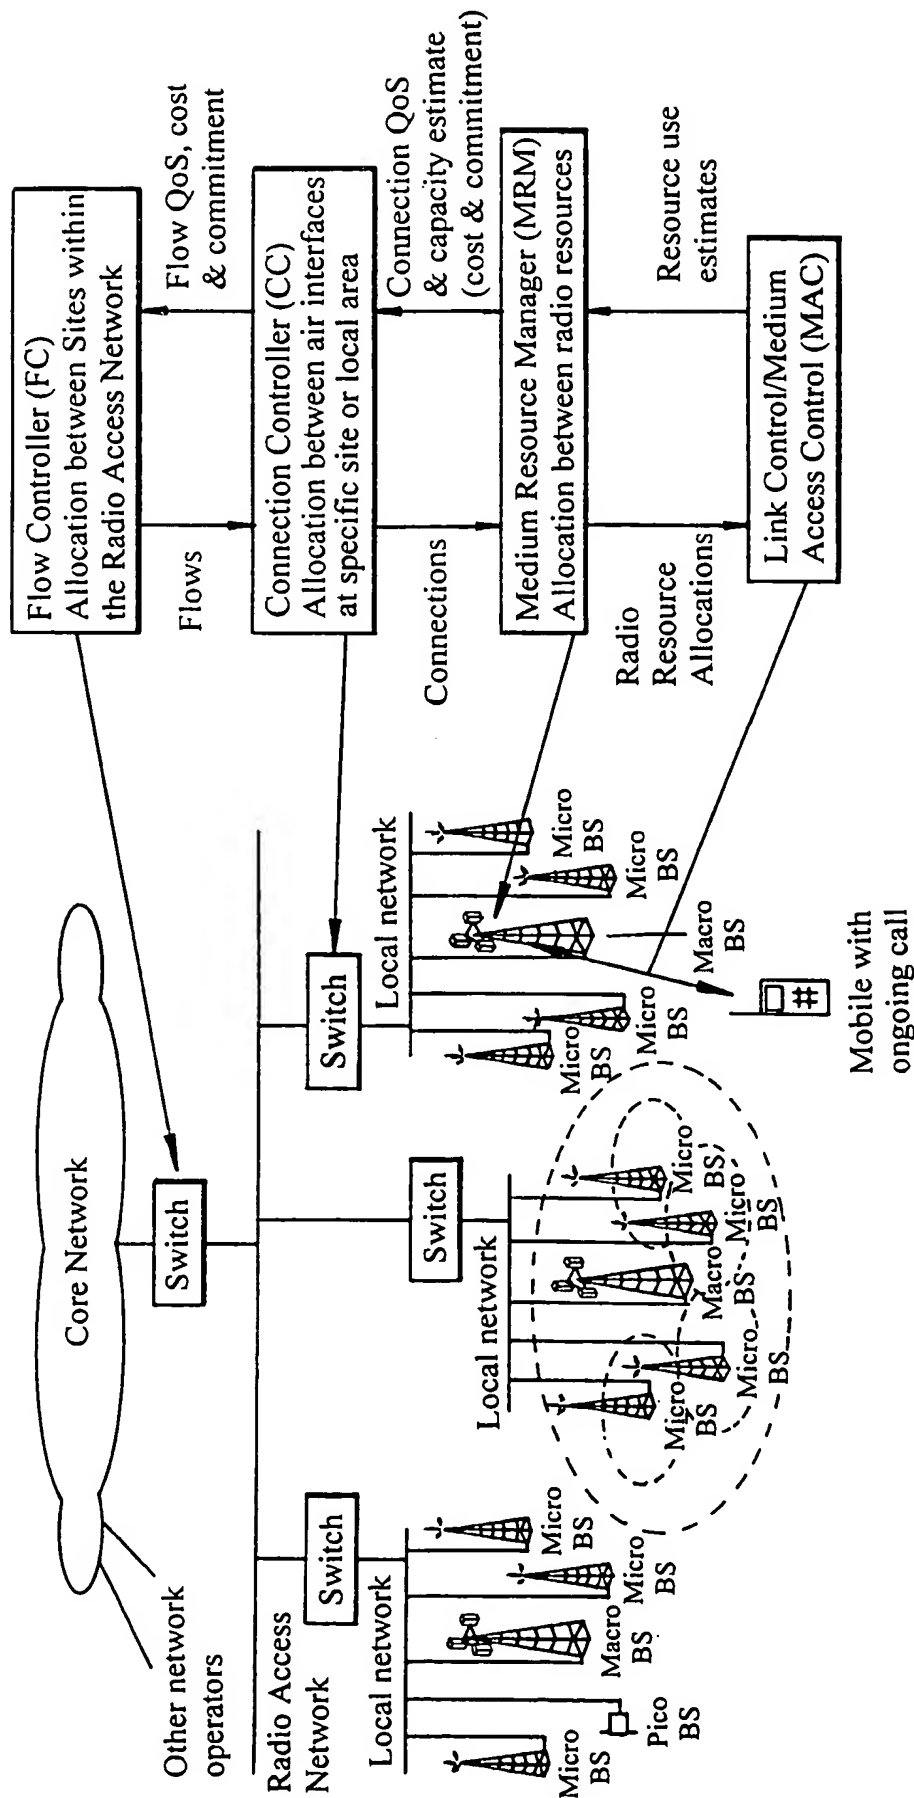 Core Network
Other network
operators
Switch
Radio Access
Network
Switch
Local network
Micro
BS
Pico
BS
Macro
BS
Micro
BS
Micro
BS
Switch
Local network
Micro
BS
Micro
BS
Macro
BS
Micro
BS
Micro
BS
Switch
Local network
Micro
BS
Micro
BS
Macro
BS
Micro
BS
Micro
BS
Mobile with
ongoing call
Flow Controller (FC)
Allocation between Sites within
the Radio Access Network
Flows
Flow QoS, cost
& commitment
Connection Controller (CC)
Allocation between air interfaces
at specific site or local area
Connections
Connection QoS
& capacity estimate
(cost & commitment)
Medium Resource Manager (MRM)
Allocation between radio resources
Radio
Resource
Allocations
Resource use
estimates
Link Control/Medium
Access Control (MAC)
#